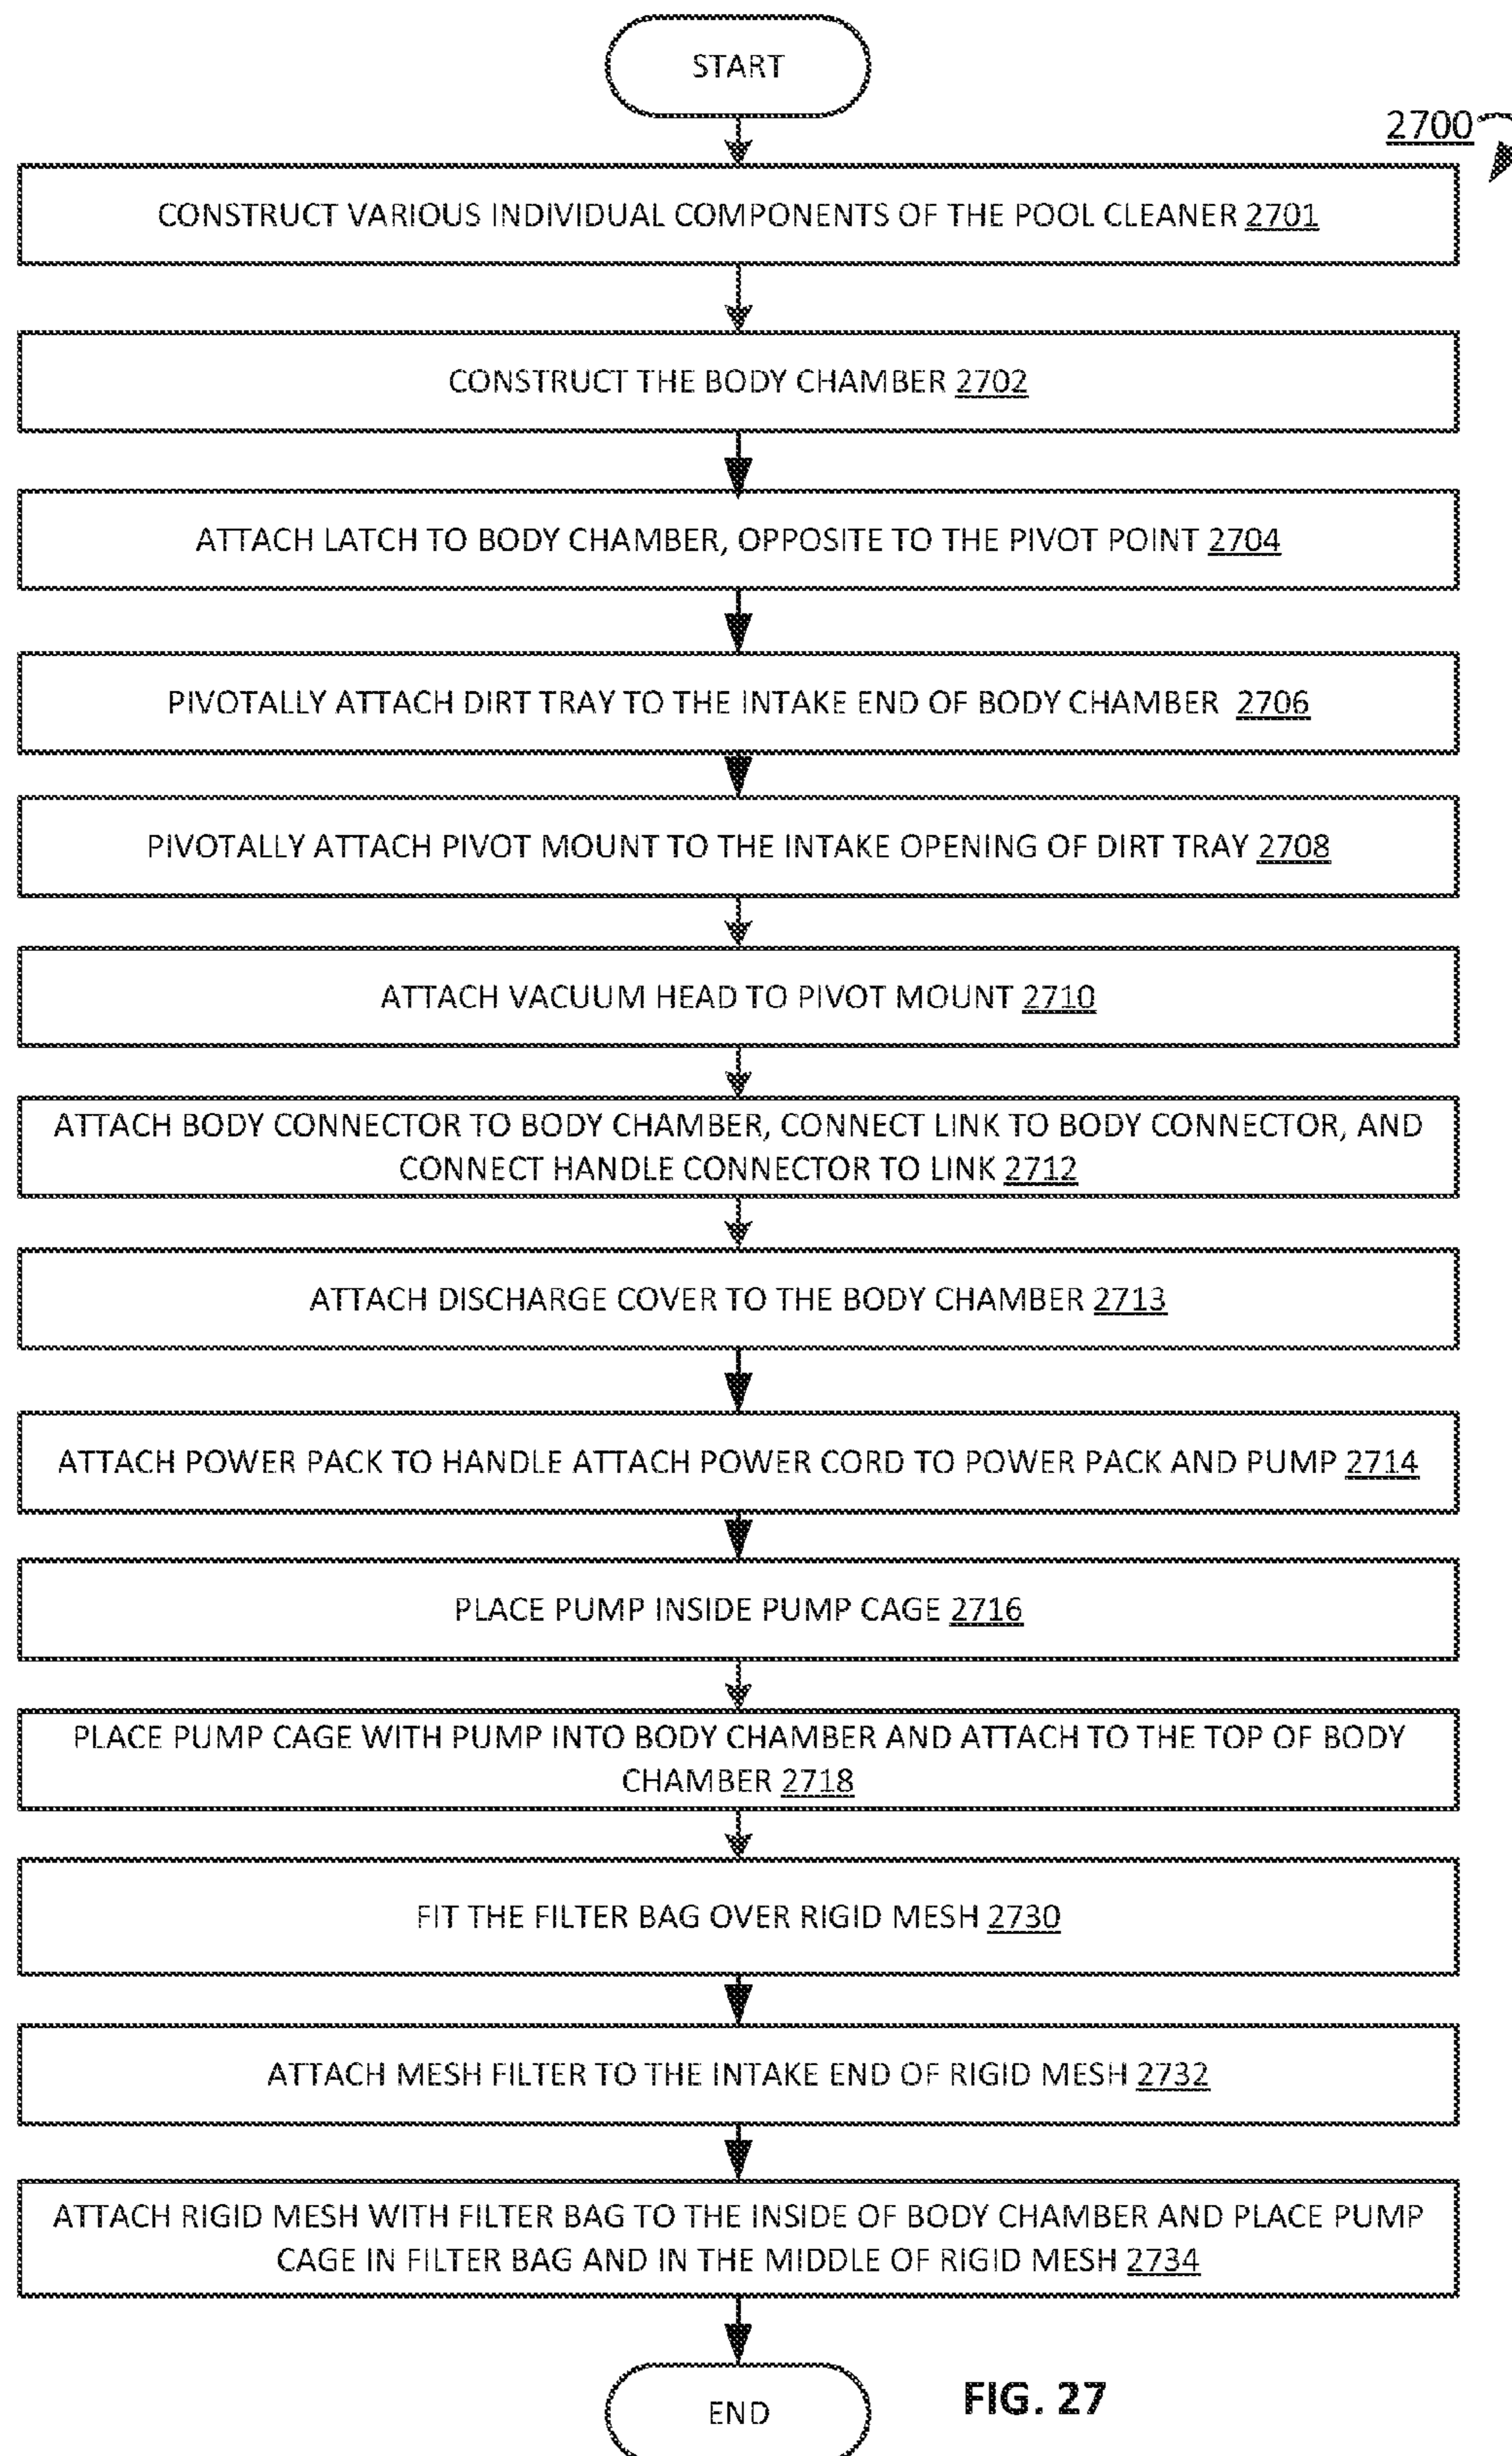 START
2700
CONSTRUCT VARIOUS INDIVIDUAL COMPONENTS OF THE POOL CLEANER 2701
CONSTRUCT THE BODY CHAMBER 2702
ATTACH LATCH TO BODY CHAMBER, OPPOSITE TO THE PIVOT POINT 2704
PIVOTALLY ATTACH DIRT TRAY TO THE INTAKE END OF BODY CHAMBER 2706
PIVOTALLY ATTACH PIVOT MOUNT TO THE INTAKE OPENING OF DIRT TRAY 2708
ATTACH VACUUM HEAD TO PIVOT MOUNT 2710
ATTACH BODY CONNECTOR TO BODY CHAMBER, CONNECT LINK TO BODY CONNECTOR, AND
CONNECT HANDLE CONNECTOR TO LINK 2712
ATTACH DISCHARGE COVER TO THE BODY CHAMBER 2713
ATTACH POWER PACK TO HANDLE ATTACH POWER CORD TO POWER PACK AND PUMP 2714
PLACE PUMP INSIDE PUMP CAGE 2716
PLACE PUMP CAGE WITH PUMP INTO BODY CHAMBER AND ATTACH TO THE TOP OF BODY
CHAMBER 2718
FIT THE FILTER BAG OVER RIGID MESH 2730
ATTACH MESH FILTER TO THE INTAKE END OF RIGID MESH 2732
ATTACH RIGID MESH WITH FILTER BAG TO THE INSIDE OF BODY CHAMBER AND PLACE PUMP
CAGE IN FILTER BAG AND IN THE MIDDLE OF RIGID MESH 2734
END
FIG. 27